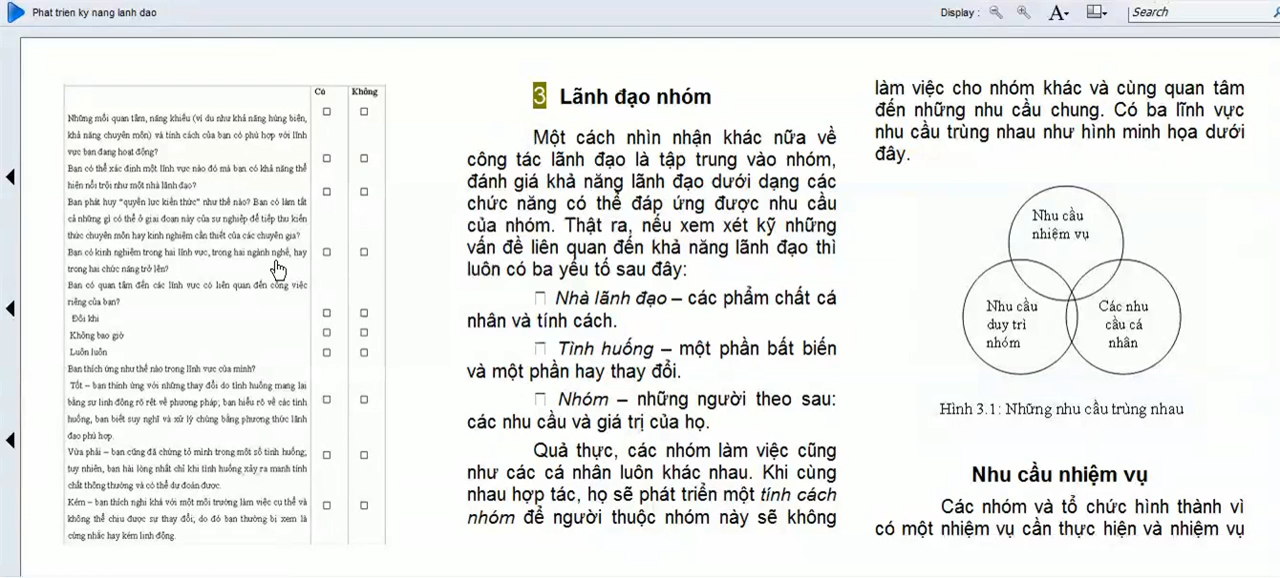 Phat trien ky nang lanh dao
Display :
A
Search
Có Không
Những mối quan tâm, năng khiếu (ví dụ như khả năng hùng biện,
khả năng chuyên môn) và tính cách của bạn có phù hợp với lĩnh
vực bạn đang hoạt động?
Bạn có thể xác định một lĩnh vực nào đó mà bạn có khả năng thể
hiện nổi trội như một nhà lãnh đạo?
Bạn phát huy “quyền lực kiến thức” như thế nào? Bạn có làm tất
cả những gì có thể ở giai đoạn này của sự nghiệp để tiếp thu kiến
thức chuyên môn hay kinh nghiệm cần thiết của các chuyên gia?
Bạn có kinh nghiệm trong hai lĩnh vực, trong hai ngành nghề, hay
trong hai chức năng trở lên?
Bạn có quan tâm đến các lĩnh vực có liên quan đến công việc
riêng của bạn?
Đôi khi
Không bao giờ
Luôn luôn
Bạn thích ứng như thế nào trong lĩnh vực của mình?
Tốt – bạn thính ứng với những thay đổi do tình huống mang lại
bằng sự linh động rõ rệt về phương pháp; bạn hiểu rõ về các tình
huống, bạn biết suy nghĩ và xử lý chúng bằng phương thức lãnh
đạo phù hợp.
Vừa phải – bạn cũng đã chứng tỏ mình trong một số tình huống,
tuy nhiên, bạn hài lòng nhất chỉ khi tình huống xảy ra mang tính
chất thông thường và có thể dự đoán được.
Kém – bạn thích nghi khá với một môi trường làm việc cụ thể và
không thể chịu được sự thay đổi, do đó bạn thường bị xem là
cứng nhắc hay kém linh động.
3 Lãnh đạo nhóm
Một cách nhìn nhận khác nữa về
công tác lãnh đạo là tập trung vào nhóm,
đánh giá khả năng lãnh đạo dưới dạng các
chức năng có thể đáp ứng được nhu cầu
của nhóm. Thật ra, nếu xem xét kỹ những
vấn đề liên quan đến khả năng lãnh đạo thì
luôn có ba yếu tố sau đây:
Nhà lãnh đạo – các phẩm chất cá
nhân và tính cách.
Tình huống – một phần bất biến
và một phần hay thay đổi.
Nhóm – những người theo sau:
các nhu cầu và giá trị của họ.
Quả thực, các nhóm làm việc cũng
như các cá nhân luôn khác nhau. Khi cùng
nhau hợp tác, họ sẽ phát triển một tính cách
nhóm để người thuộc nhóm này sẽ không
làm việc cho nhóm khác và cùng quan tâm
đến những nhu cầu chung. Có ba lĩnh vực
nhu cầu trùng nhau như hình minh họa dưới
đây.
Nhu cầu
nhiệm vụ
Nhu cầu
duy trì
nhóm
Các nhu
cầu cá
nhân
Hình 3.1: Những nhu cầu trùng nhau
Nhu cầu nhiệm vụ
Các nhóm và tổ chức hình thành vì
có một nhiệm vụ cần thực hiện và nhiệm vụ